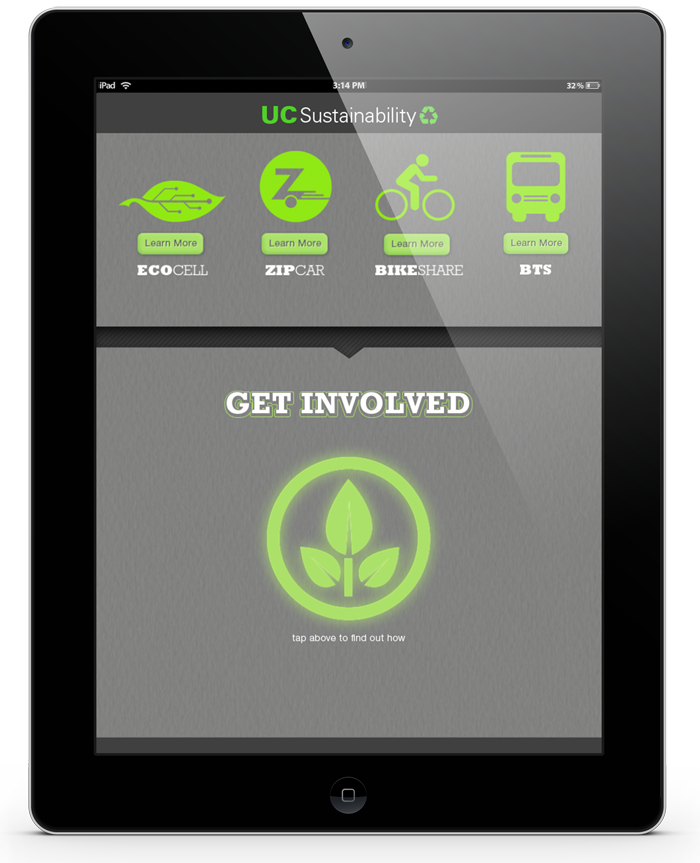 iPad 3:14 PM 32%
UC Sustainability
Z
Learn More Learn More Learn More Learn More
ECOCELL ZIPCAR BIKESHARE BTS
GET INVOLVED
tap above to find out how